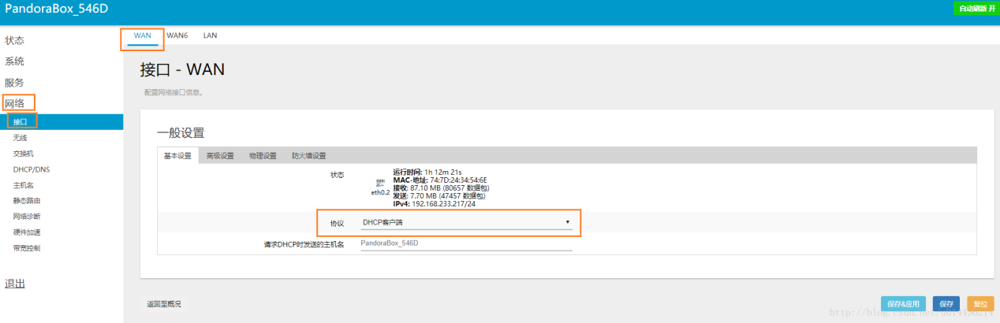 PandoraBox_546D
自动刷新 开
状态
系统
服务
网络
接口
无线
交换机
DHCP/DNS
主机名
静态路由
网络诊断
硬件加速
带宽控制
退出
WAN WAN6 LAN
接口 - WAN
配置网络接口信息。
一般设置
基本设置 高级设置 物理设置 防火墙设置
状态
eth0.2
运行时间: 1h 12m 21s
MAC-地址: 74:7D:24:34:54:6E
接收: 87.10 MB (80657 数据包)
发送: 7.70 MB (47457 数据包)
IPv4: 192.168.233.217/24
协议 DHCP客户端
请求DHCP时发送的主机名 PandoraBox_546D
返回至概况
保存&应用 保存 复位